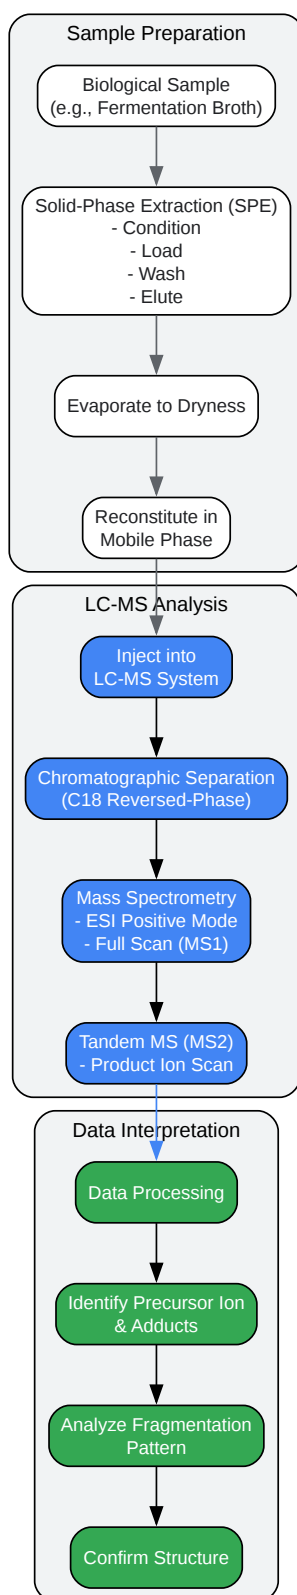 Sample Preparation
Biological Sample
(e.g., Fermentation Broth)
Solid-Phase Extraction (SPE)
- Condition
- Load
- Wash
- Elute
Evaporate to Dryness
Reconstitute in
Mobile Phase
LC-MS Analysis
Inject into
LC-MS System
Chromatographic Separation
(C18 Reversed-Phase)
Mass Spectrometry
- ESI Positive Mode
- Full Scan (MS1)
Tandem MS (MS2)
- Product Ion Scan
Data Interpretation
Data Processing
Identify Precursor Ion
& Adducts
Analyze Fragmentation
Pattern
Confirm Structure